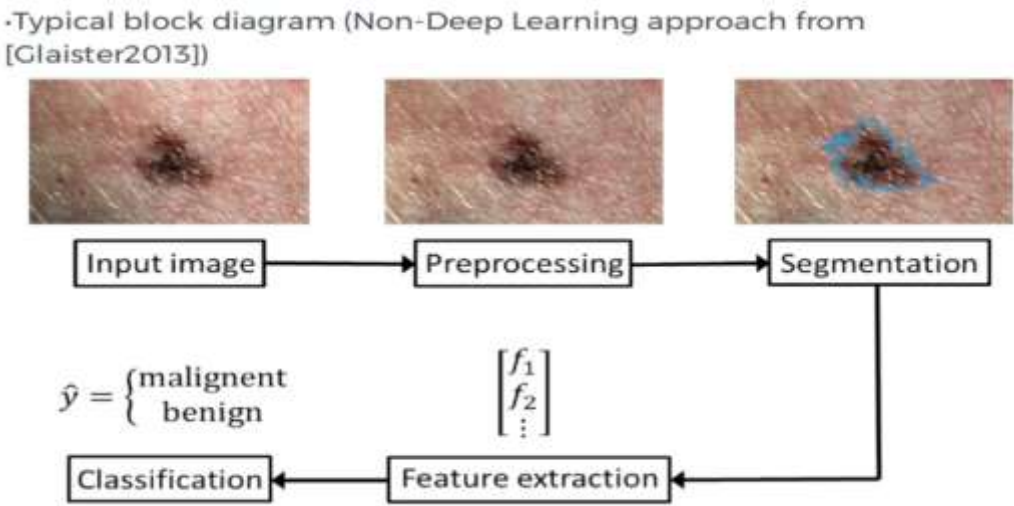 •Typical block diagram (Non-Deep Learning approach from
[Glaister2013])
Input image
Preprocessing
Segmentation
ŷ = { malignent
benign
[ f₁
f₂
⋮ ]
Classification
Feature extraction